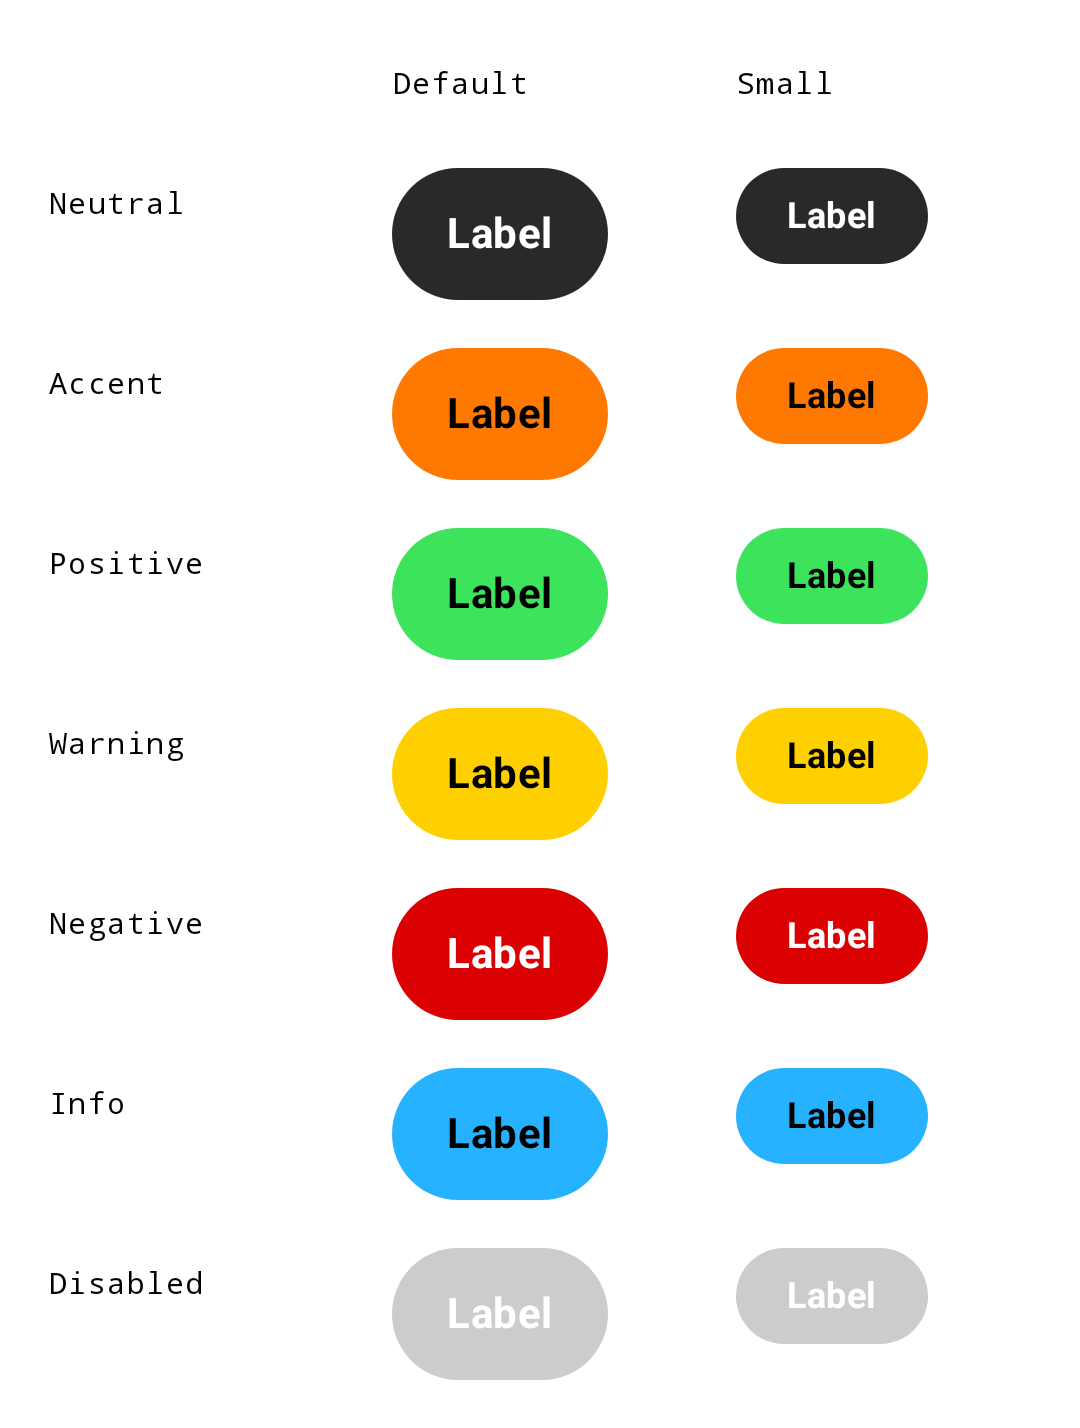 Default Small
Neutral Label Label
Accent Label Label
Positive Label Label
Warning Label Label
Negative Label Label
Info Label Label
Disabled Label Label